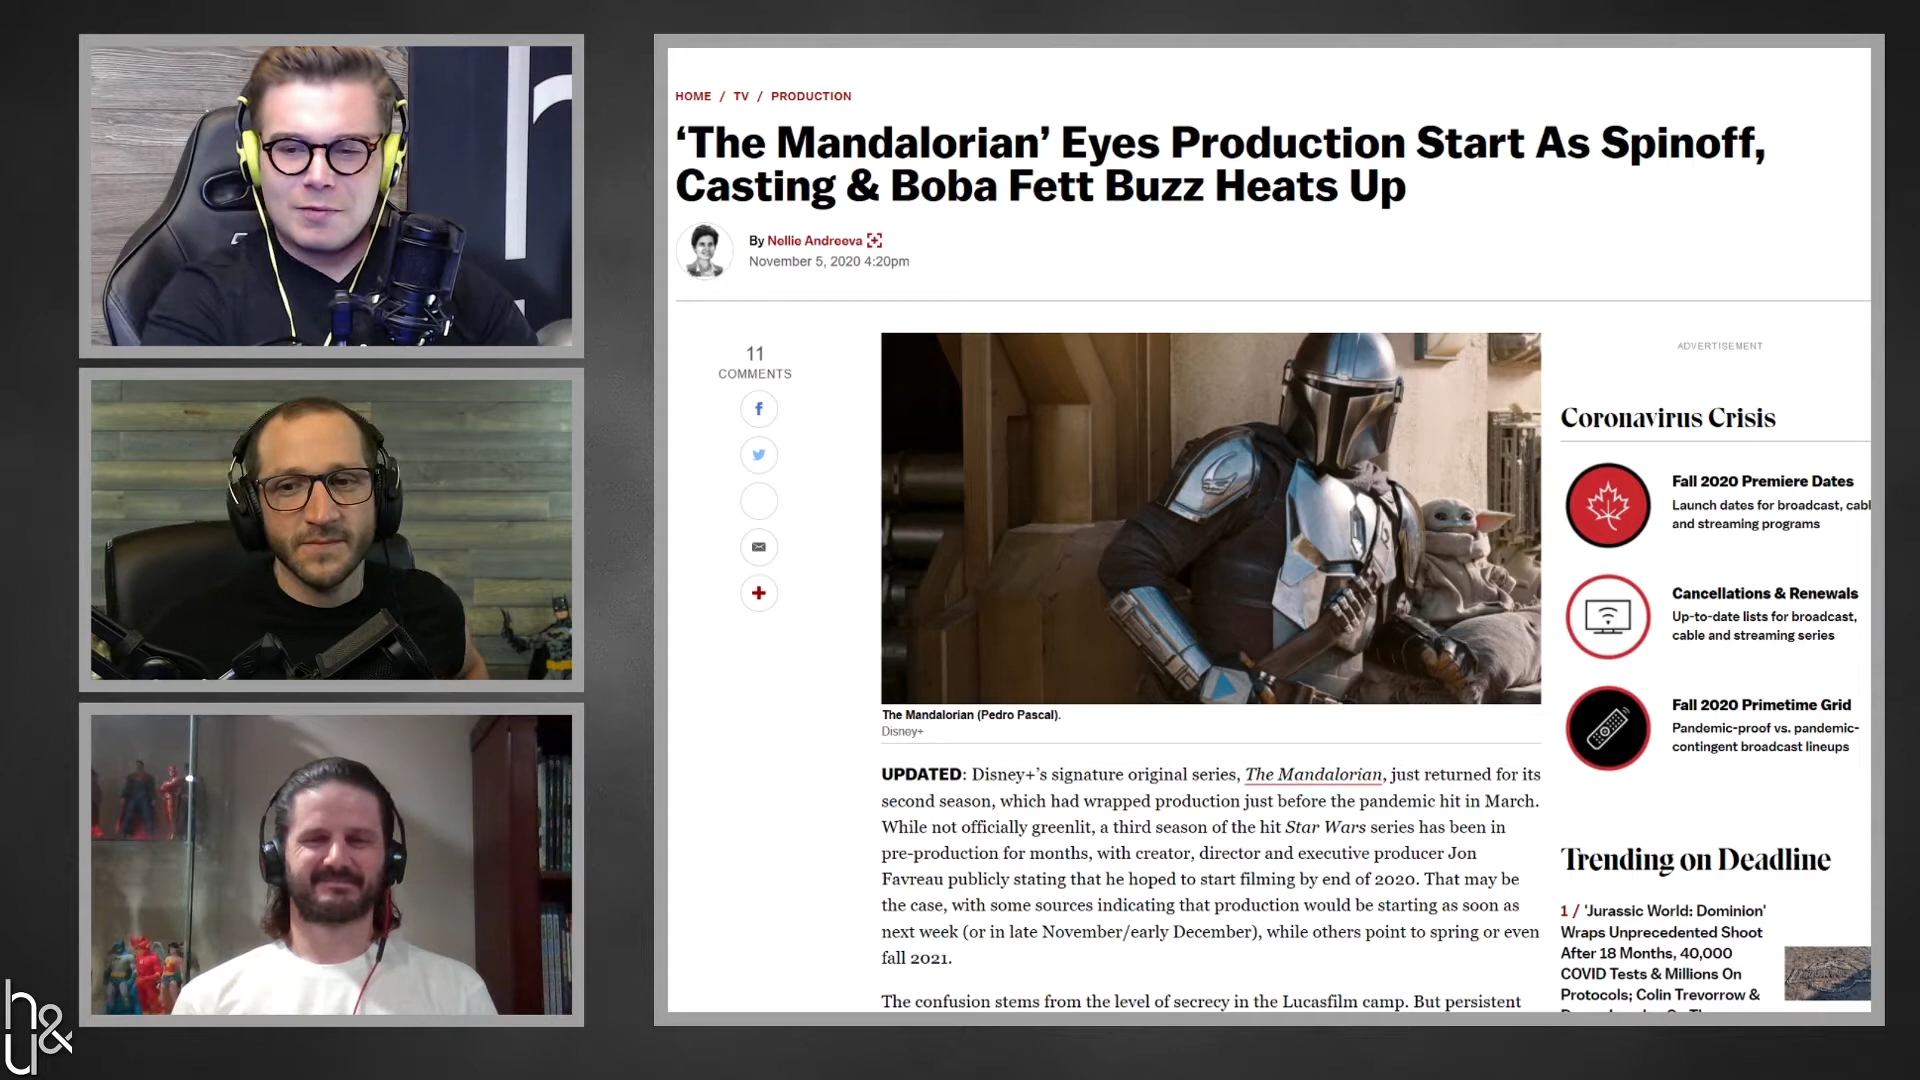 HOME / TV / PRODUCTION
‘The Mandalorian’ Eyes Production Start As Spinoff,
Casting & Boba Fett Buzz Heats Up
By Nellie Andreeva
November 5, 2020 4:20pm
11
COMMENTS
The Mandalorian (Pedro Pascal).
Disney+
UPDATED: Disney+’s signature original series, The Mandalorian, just returned for its
second season, which had wrapped production just before the pandemic hit in March.
While not officially greenlit, a third season of the hit Star Wars series has been in
pre-production for months, with creator, director and executive producer Jon
Favreau publicly stating that he hoped to start filming by end of 2020. That may be
the case, with some sources indicating that production would be starting as soon as
next week (or in late November/early December), while others point to spring or even
fall 2021.
The confusion stems from the level of secrecy in the Lucasfilm camp. But persistent
ADVERTISEMENT
Coronavirus Crisis
Fall 2020 Premiere Dates
Launch dates for broadcast, cabl
and streaming programs
Cancellations & Renewals
Up-to-date lists for broadcast,
cable and streaming series
Fall 2020 Primetime Grid
Pandemic-proof vs. pandemic-
contingent broadcast lineups
Trending on Deadline
1 / 'Jurassic World: Dominion'
Wraps Unprecedented Shoot
After 18 Months, 40,000
COVID Tests & Millions On
Protocols; Colin Trevorrow &
h&
u